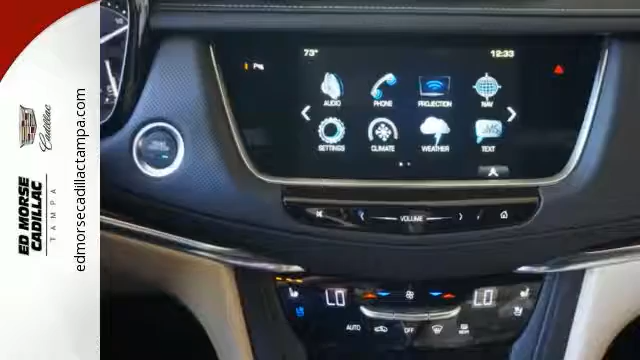 ED MORSE
CADILLAC
TAMPA
Cadillac
edmorsecadillactampa.com
73° 12:33
AUDIO PHONE PROJECTION NAV
SETTINGS CLIMATE WEATHER TEXT
SMS
VOLUME
AUTO OFF